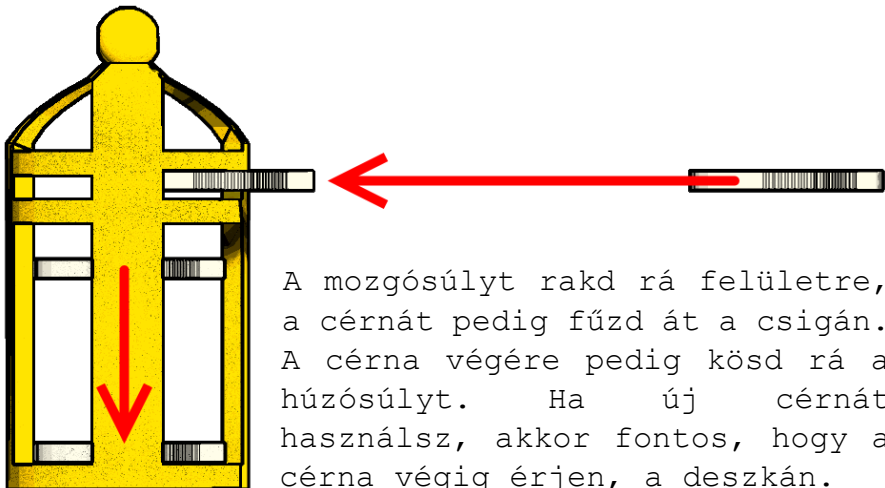 A mozgósúlyt rakd rá felületre,
a cérnát pedig fűzd át a csigán.
A cérna végére pedig kösd rá a
húzósúlyt. Ha új cérnát
használsz, akkor fontos, hogy a
cérna végig érjen, a deszkán.